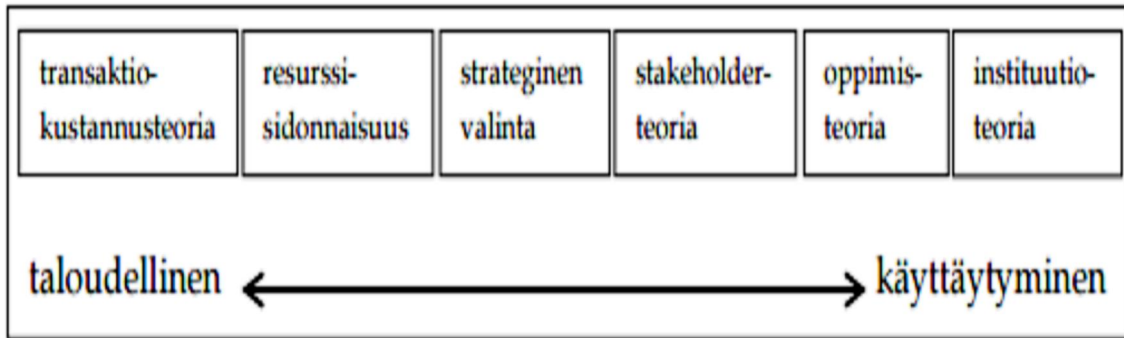 transaktio-
kustannusteoria
resurssi-
sidonnaisuus
strateginen
valinta
stakeholder-
teoria
oppimis-
teoria
instituutio-
teoria
taloudellinen
käyttäytyminen